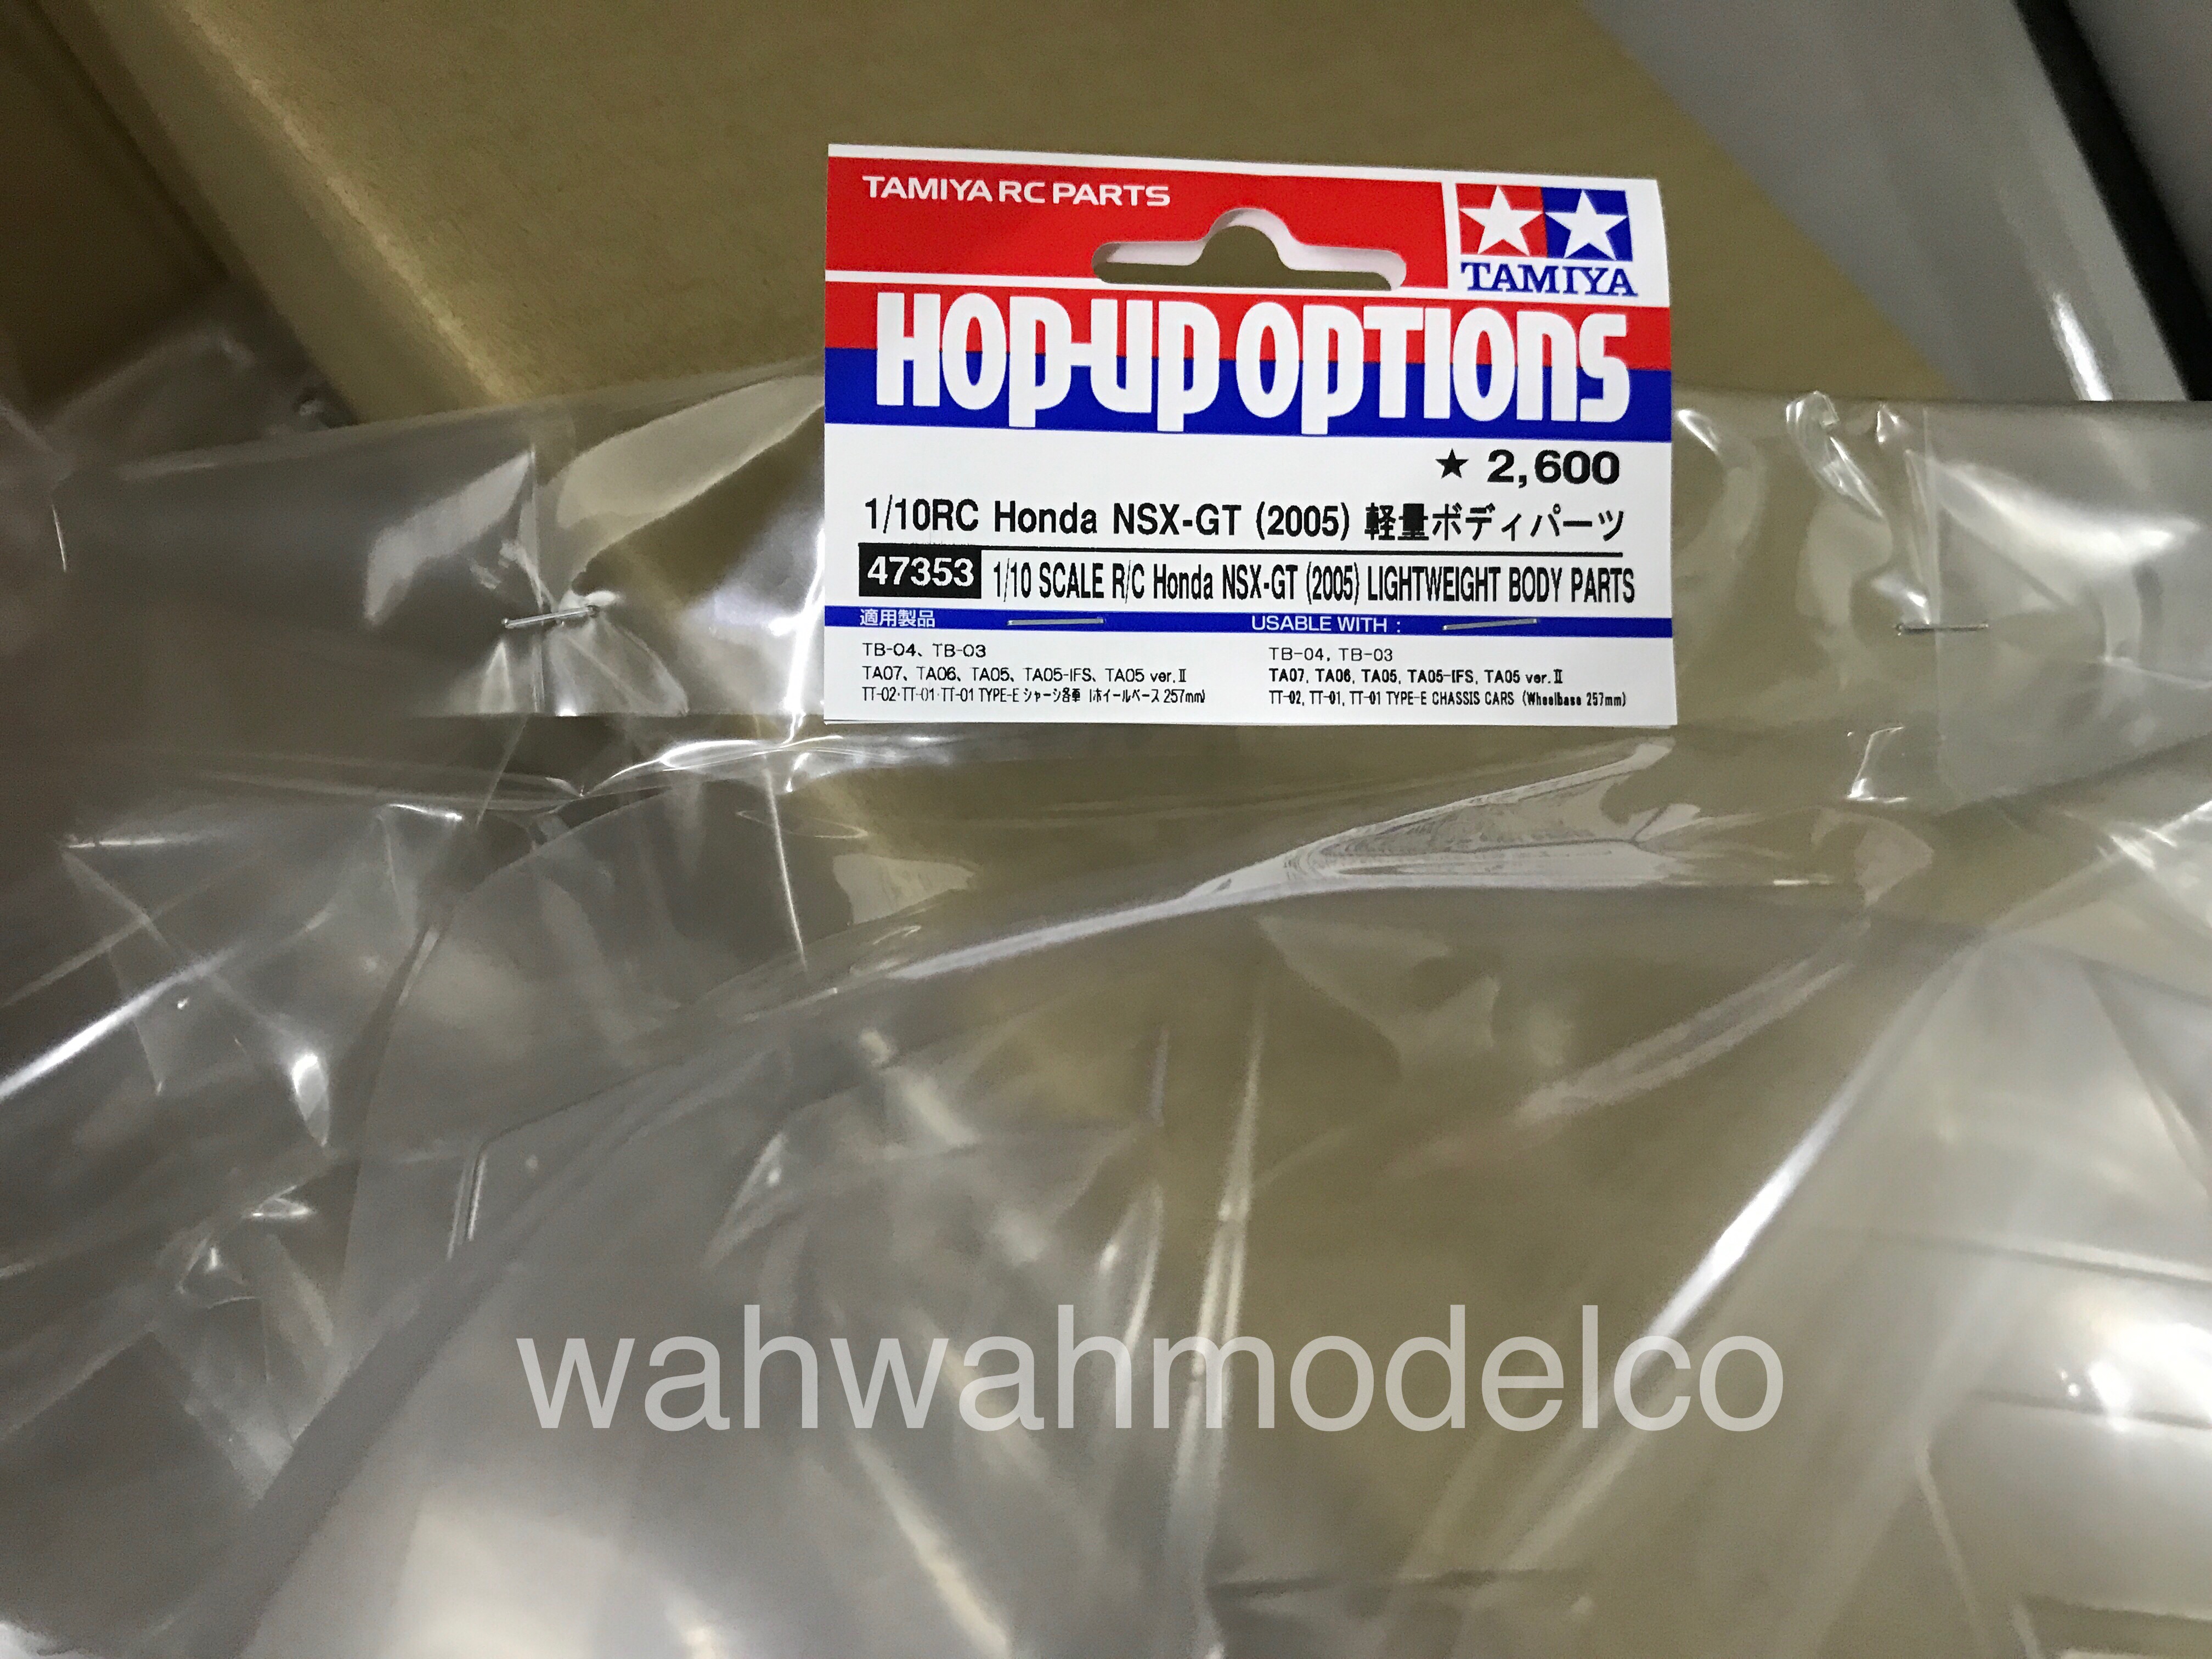 TAMIYA RC PARTS
TAMIYA
HOP-UP OPTIONS
★ 2,600
1/10RC Honda NSX-GT (2005) 軽量ボディパーツ
47353 1/10 SCALE R/C Honda NSX-GT (2005) LIGHTWEIGHT BODY PARTS
適用製品 USABLE WITH :
TB-04、TB-03
TA07、TA06、TA05、TA05-IFS、TA05 ver.Ⅱ
TT-02・TT-01・TT-01 TYPE-E シャーシ各車 (ホイールベース 257mm)
TB-04, TB-03
TA07, TA06, TA05, TA05-IFS, TA05 ver.Ⅱ
TT-02, TT-01, TT-01 TYPE-E CHASSIS CARS (Wheelbase 257mm)
wahwahmodelco